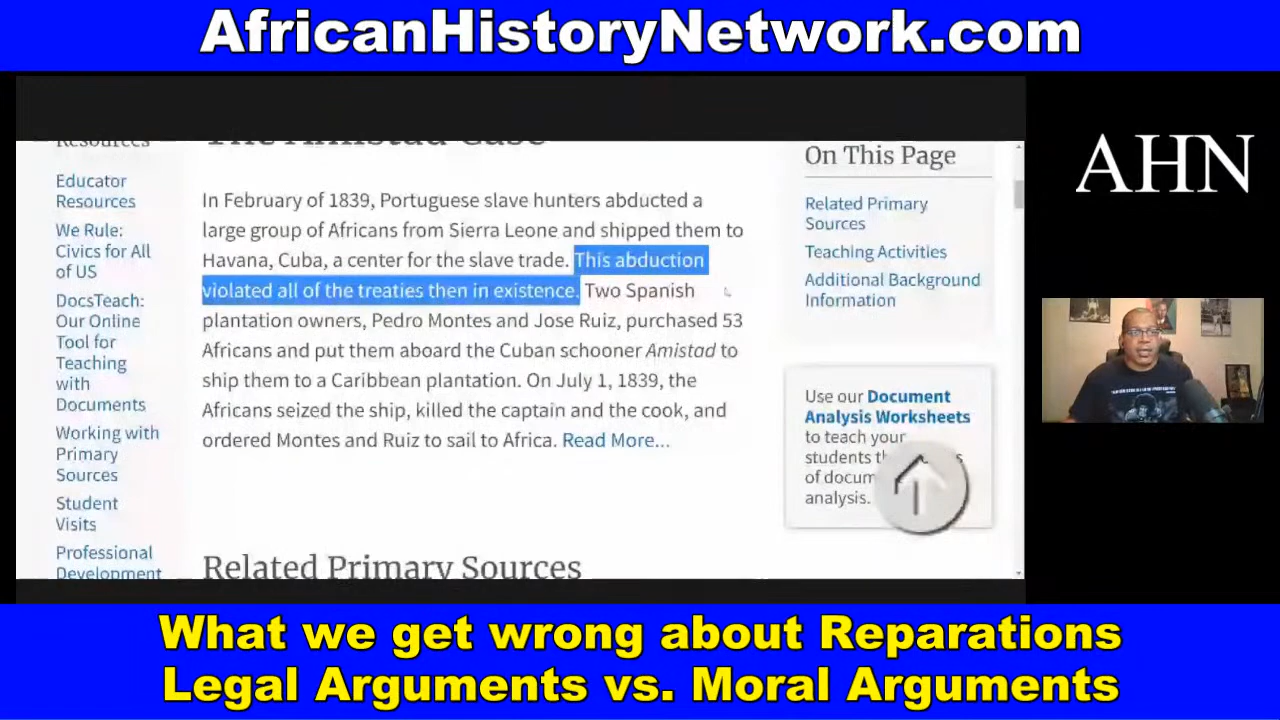 AfricanHistoryNetwork.com
AHN
Resources
Educator
Resources
We Rule:
Civics for All
of US
DocsTeach:
Our Online
Tool for
Teaching
with
Documents
Working with
Primary
Sources
Student
Visits
Professional
Development
The Amistad Case
In February of 1839, Portuguese slave hunters abducted a
large group of Africans from Sierra Leone and shipped them to
Havana, Cuba, a center for the slave trade. This abduction
violated all of the treaties then in existence. Two Spanish
plantation owners, Pedro Montes and Jose Ruiz, purchased 53
Africans and put them aboard the Cuban schooner Amistad to
ship them to a Caribbean plantation. On July 1, 1839, the
Africans seized the ship, killed the captain and the cook, and
ordered Montes and Ruiz to sail to Africa. Read More...
Related Primary Sources
On This Page
Related Primary
Sources
Teaching Activities
Additional Background
Information
Use our Document
Analysis Worksheets
to teach your
students
of
analysis.
What we get wrong about Reparations
Legal Arguments vs. Moral Arguments